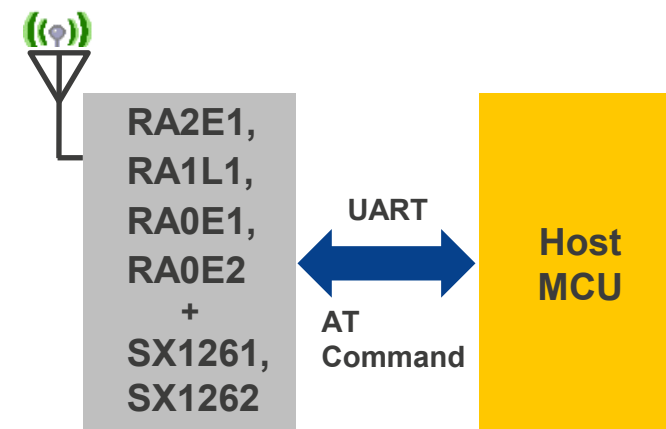 RA2E1,
RA1L1,
RA0E1,
RA0E2
+
SX1261,
SX1262
UART
AT
Command
Host
MCU